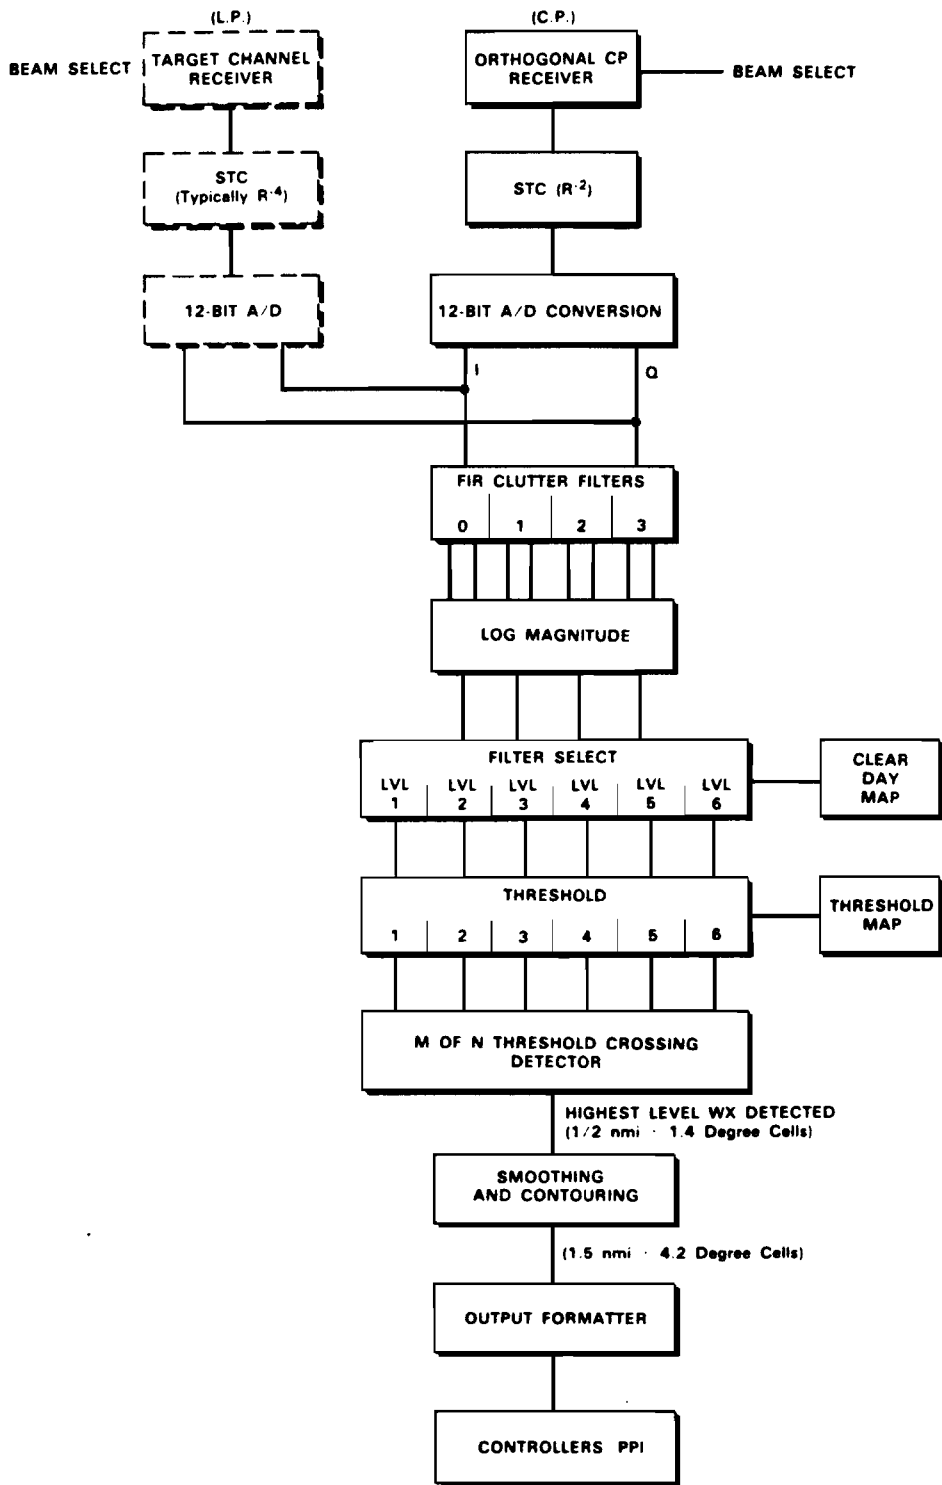 (L.P.)
(C.P.)
BEAM SELECT
TARGET CHANNEL
RECEIVER
ORTHOGONAL CP
RECEIVER
BEAM SELECT
STC
(Typically R-4)
STC (R-2)
12-BIT A/D
12-BIT A/D CONVERSION
I
Q
FIR CLUTTER FILTERS
0 1 2 3
LOG MAGNITUDE
FILTER SELECT
LVL LVL LVL LVL LVL LVL
1 2 3 4 5 6
CLEAR
DAY
MAP
THRESHOLD
1 2 3 4 5 6
THRESHOLD
MAP
M OF N THRESHOLD CROSSING
DETECTOR
HIGHEST LEVEL WX DETECTED
(1/2 nmi · 1.4 Degree Cells)
SMOOTHING
AND CONTOURING
(1.5 nmi · 4.2 Degree Cells)
OUTPUT FORMATTER
CONTROLLERS PPI